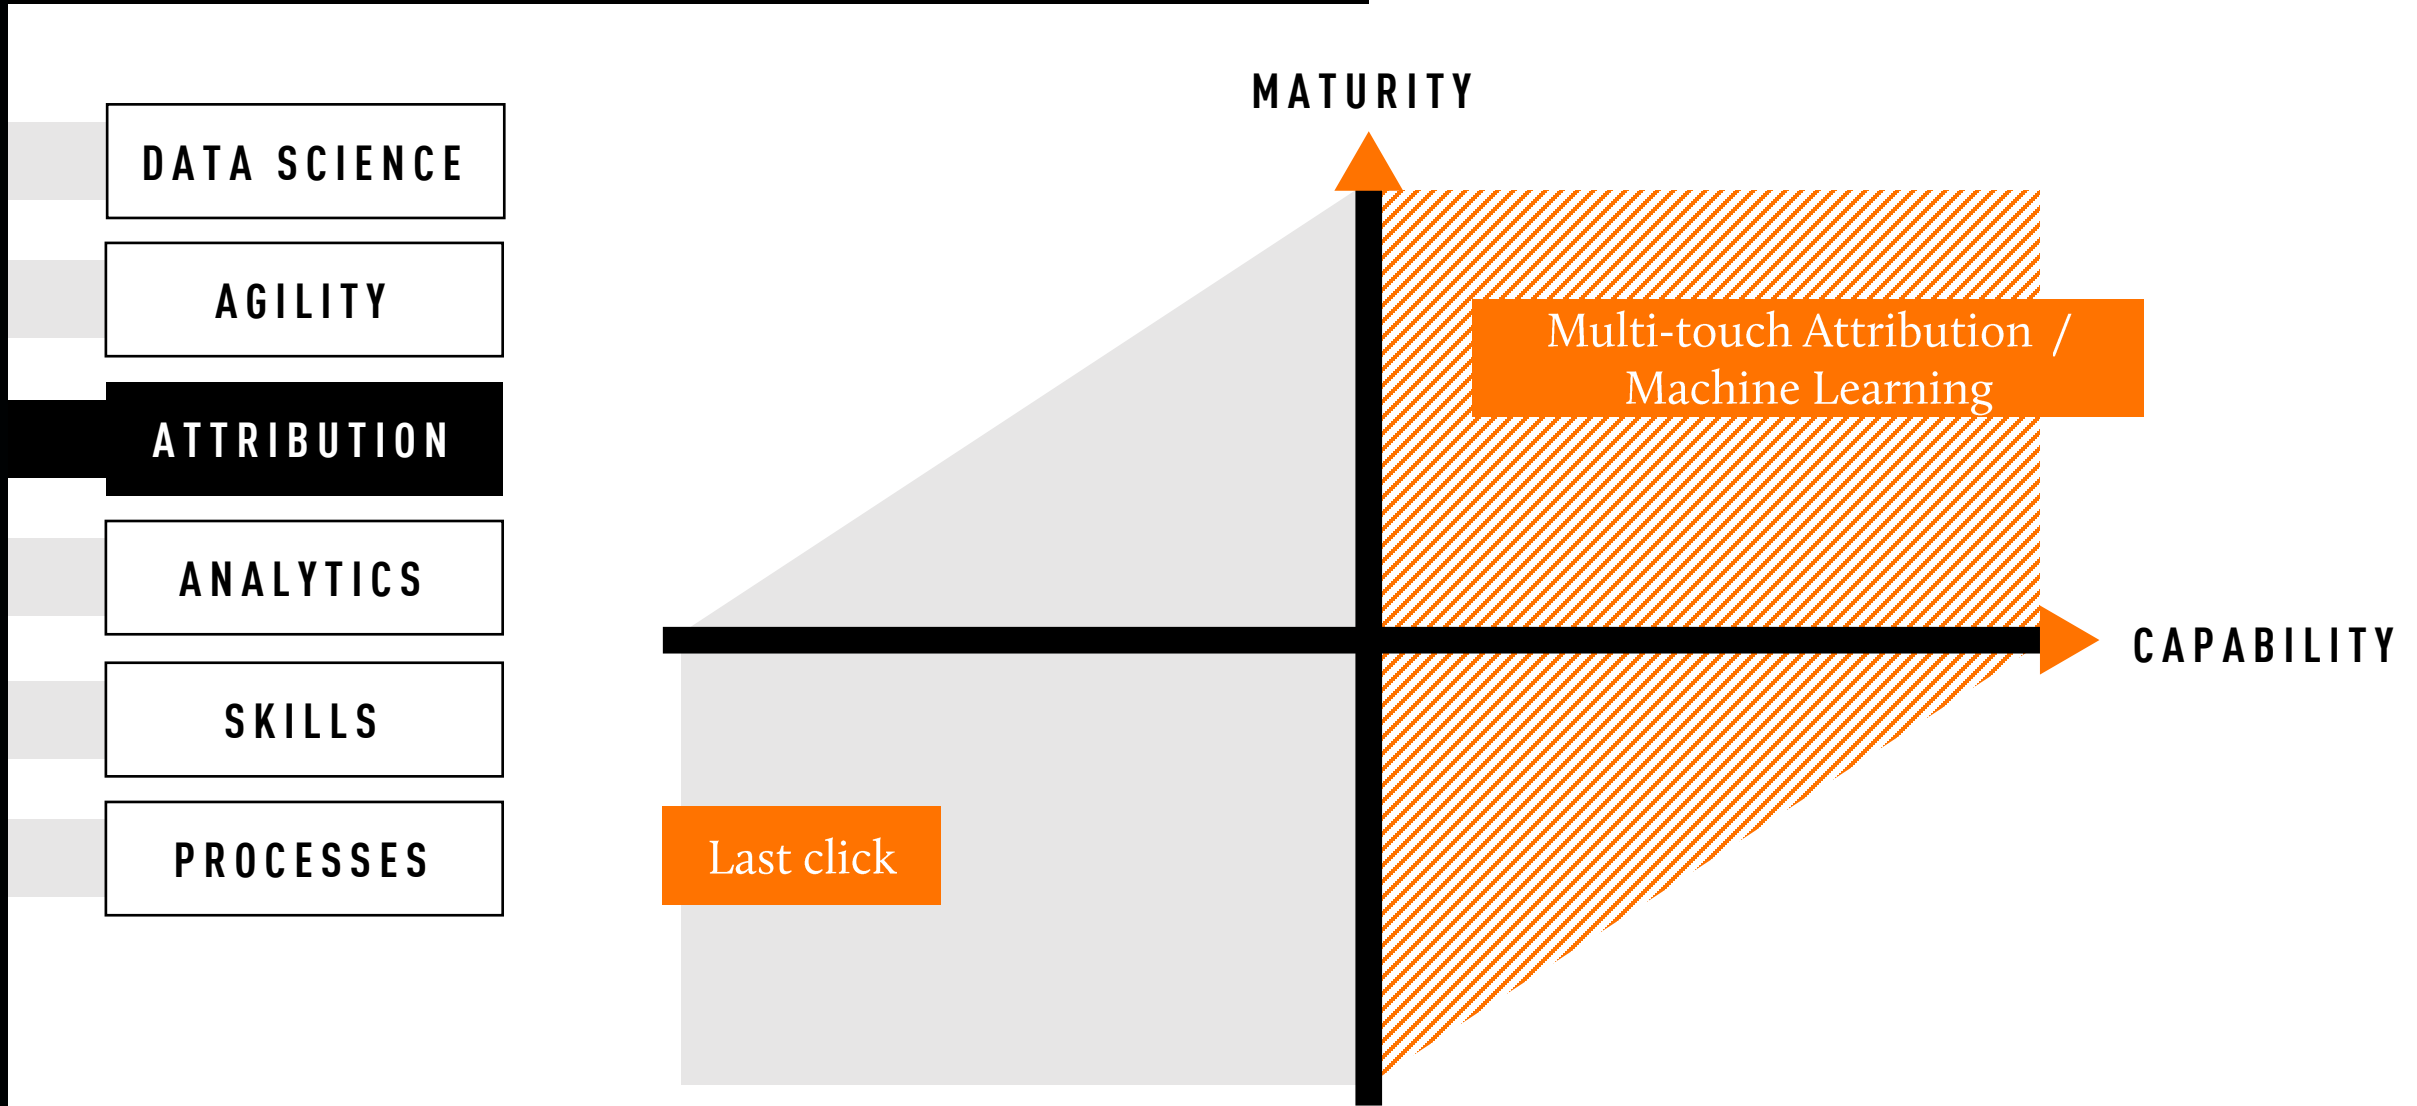 MATURITY
DATA SCIENCE
AGILITY
ATTRIBUTION
ANALYTICS
SKILLS
PROCESSES
Multi-touch Attribution /
Machine Learning
CAPABILITY
Last click